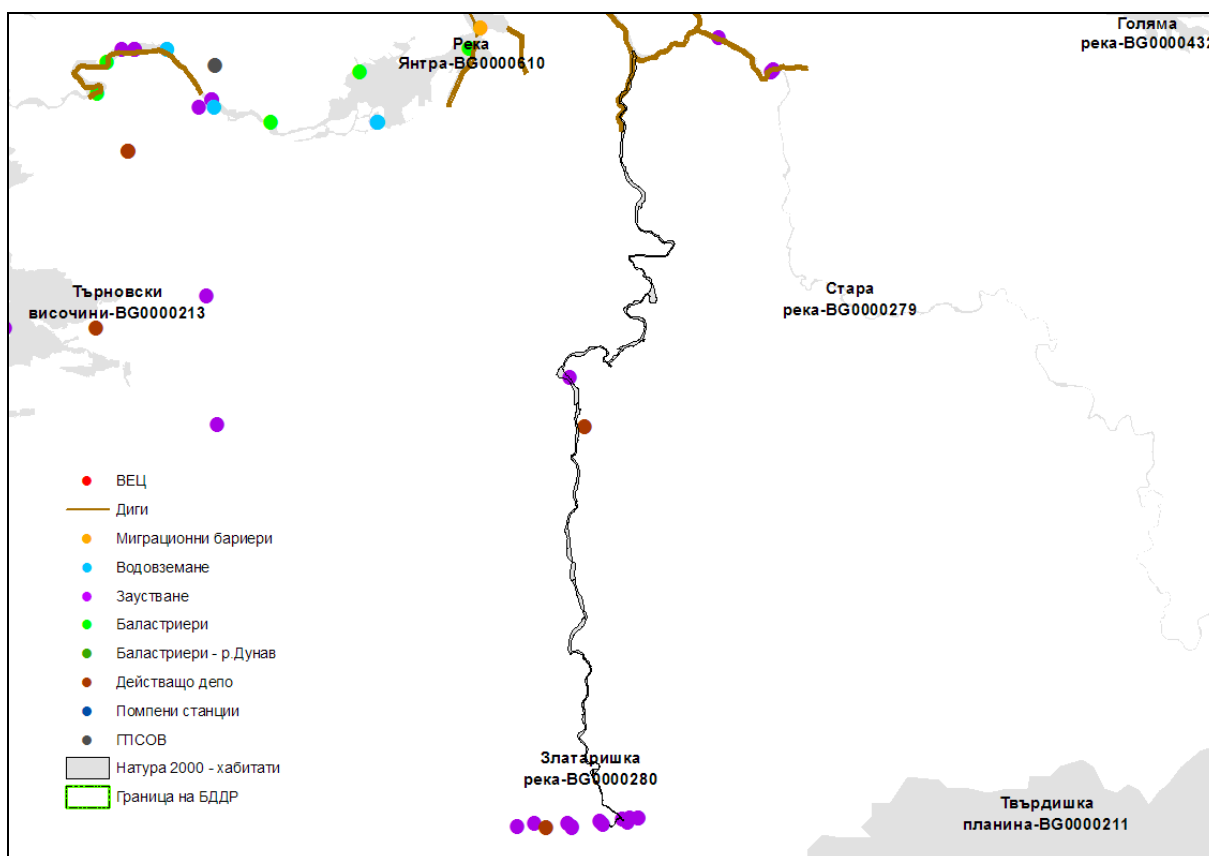 Голяма
река-BG0000432
Река
Янтра-BG0000610
Търновски
височини-BG0000213
Стара
река-BG0000279
ВЕЦ
Диги
Миграционни бариери
Водовземане
Заустване
Баластриери
Баластриери - р.Дунав
Действащо депо
Помпени станции
ГПСОВ
Натура 2000 - хабитати
Граница на БДДР
Златаришка
река-BG0000280
Твърдишка
планина-BG0000211